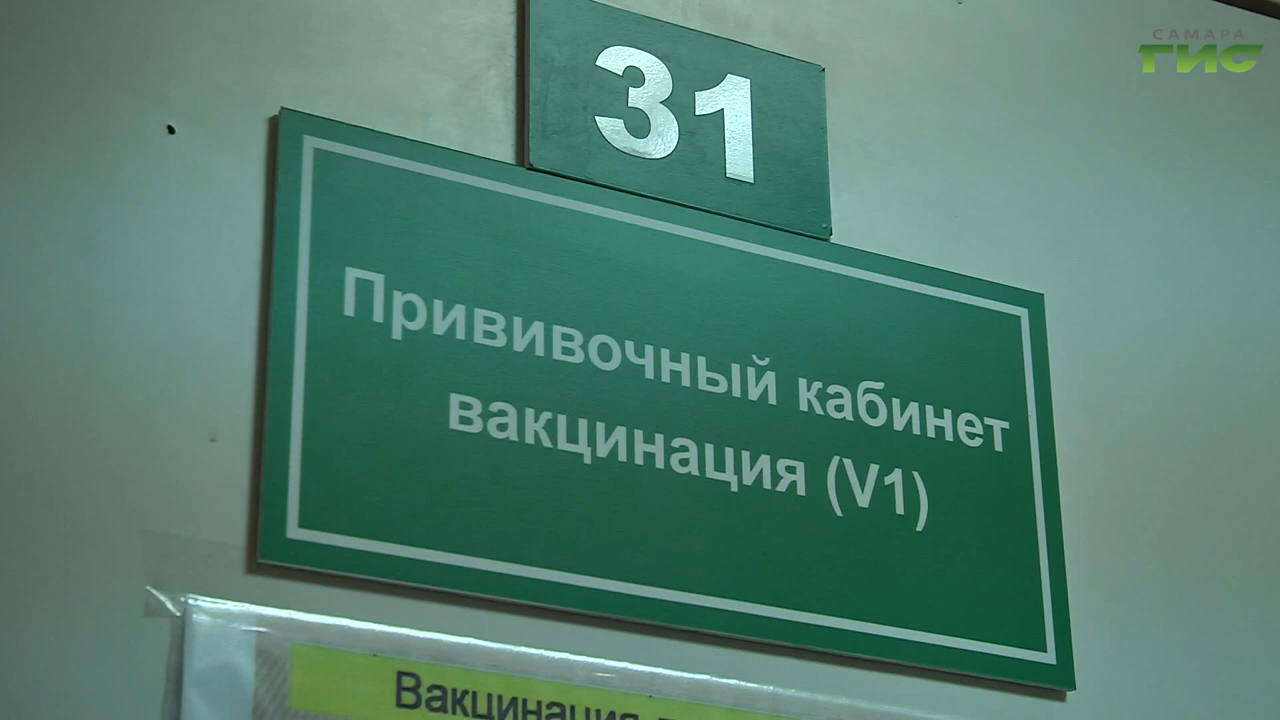 САМАРА
ГИС
31
Прививочный кабинет
вакцинация (V1)
Вакцинация